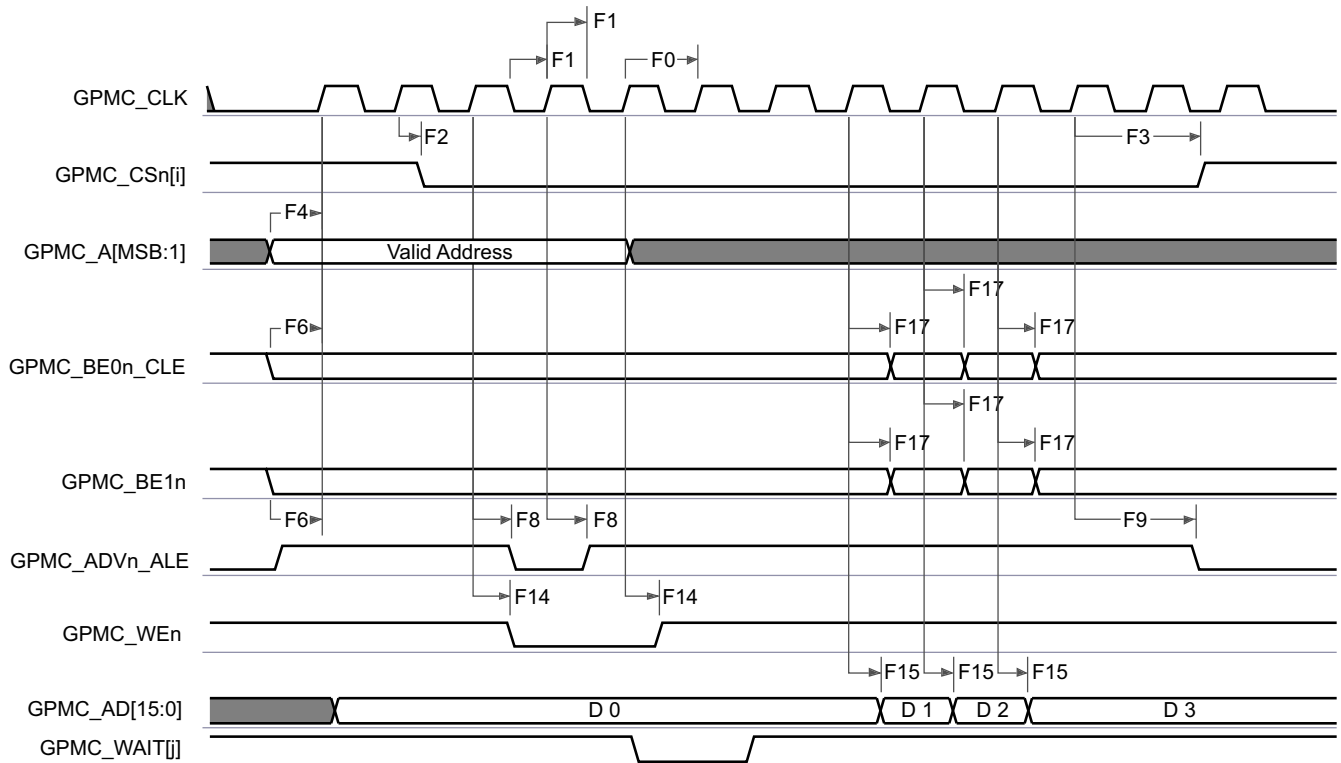 F1
F1 F0
GPMC_CLK
F2 F3
GPMC_CSn[i]
F4
GPMC_A[MSB:1] Valid Address
F17
F6 F17 F17
GPMC_BE0n_CLE
F17
F17 F17
GPMC_BE1n
F6 F8 F8 F9
GPMC_ADVn_ALE
F14 F14
GPMC_WEn
F15 F15 F15
GPMC_AD[15:0] D 0 D 1 D 2 D 3
GPMC_WAIT[j]